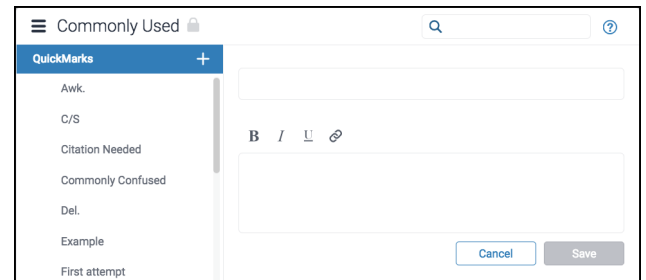 Commonly Used
?
QuickMarks +
Awk.
C/S
Citation Needed
Commonly Confused
Del.
Example
First attempt
B I U
Cancel Save